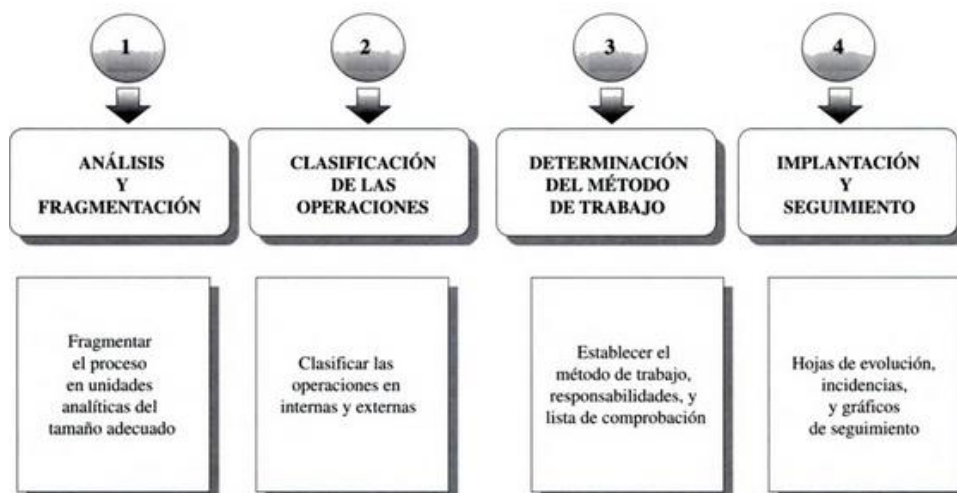 1
ANÁLISIS
Y
FRAGMENTACIÓN
Fragmentar
el proceso
en unidades
analíticas del
tamaño adecuado
2
CLASIFICACIÓN
DE LAS
OPERACIONES
Clasificar las
operaciones en
internas y externas
3
DETERMINACIÓN
DEL MÉTODO
DE TRABAJO
Establecer el
método de trabajo,
responsabilidades, y
lista de comprobación
4
IMPLANTACIÓN
Y
SEGUIMIENTO
Hojas de evolución,
incidencias,
y gráficos
de seguimiento